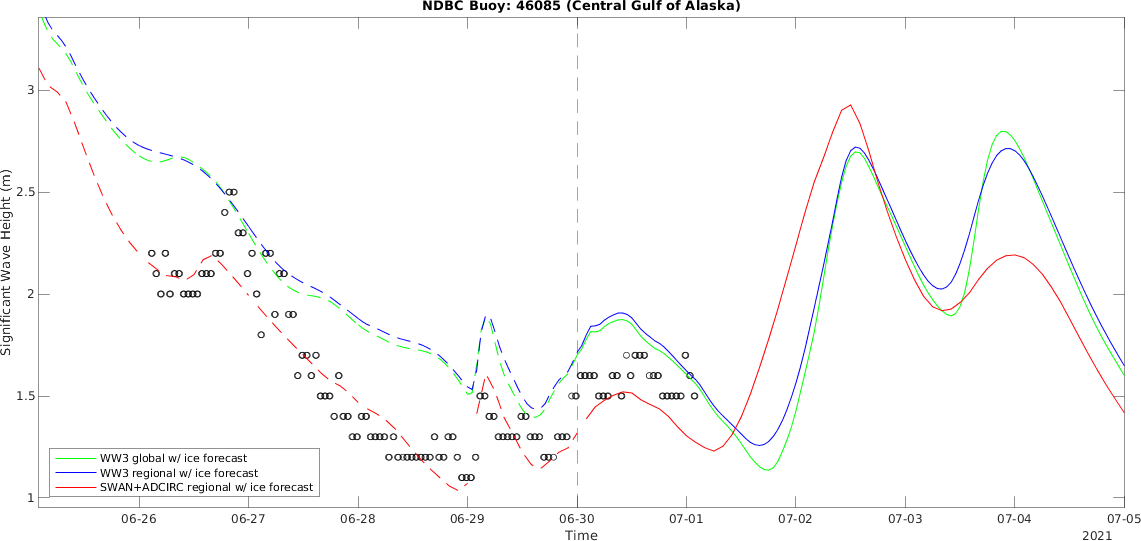 NDBC Buoy: 46085 (Central Gulf of Alaska)
Significant Wave Height (m)
3
2.5
2
1.5
1
WW3 global w/ ice forecast
WW3 regional w/ ice forecast
SWAN+ADCIRC regional w/ ice forecast
06-26 06-27 06-28 06-29 06-30 07-01 07-02 07-03 07-04 07-05
Time
2021